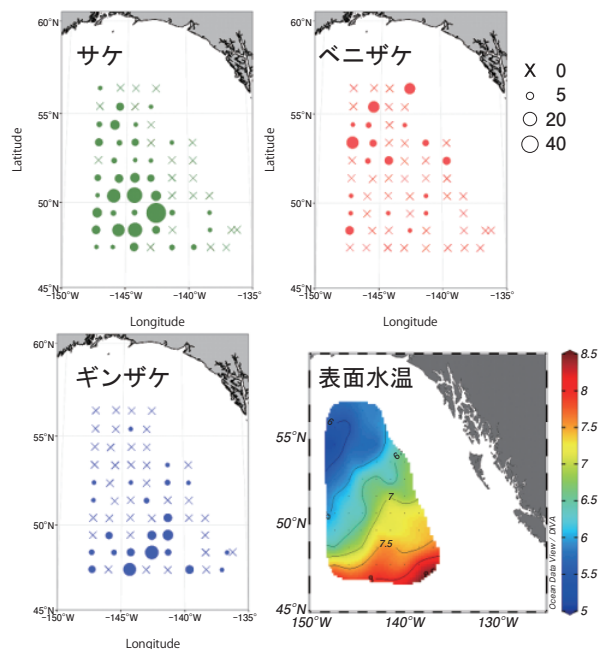 サケ
60°N
55°N
50°N
45°N
-150°
-145°
-140°
-135°
Latitude
Longitude
ベニザケ
60°N
55°N
50°N
45°N
-150°
-145°
-140°
-135°
Latitude
Longitude
X 0
5
20
40
ギンザケ
60°N
55°N
50°N
45°N
-150°
-145°
-140°
-135°
Longitude
表面水温
55°N
50°N
45°N
150°W
140°W
130°W
6
6
7
7.5
8.5
8
7.5
7
6.5
6
5.5
5
Ocean Data View / DIVA